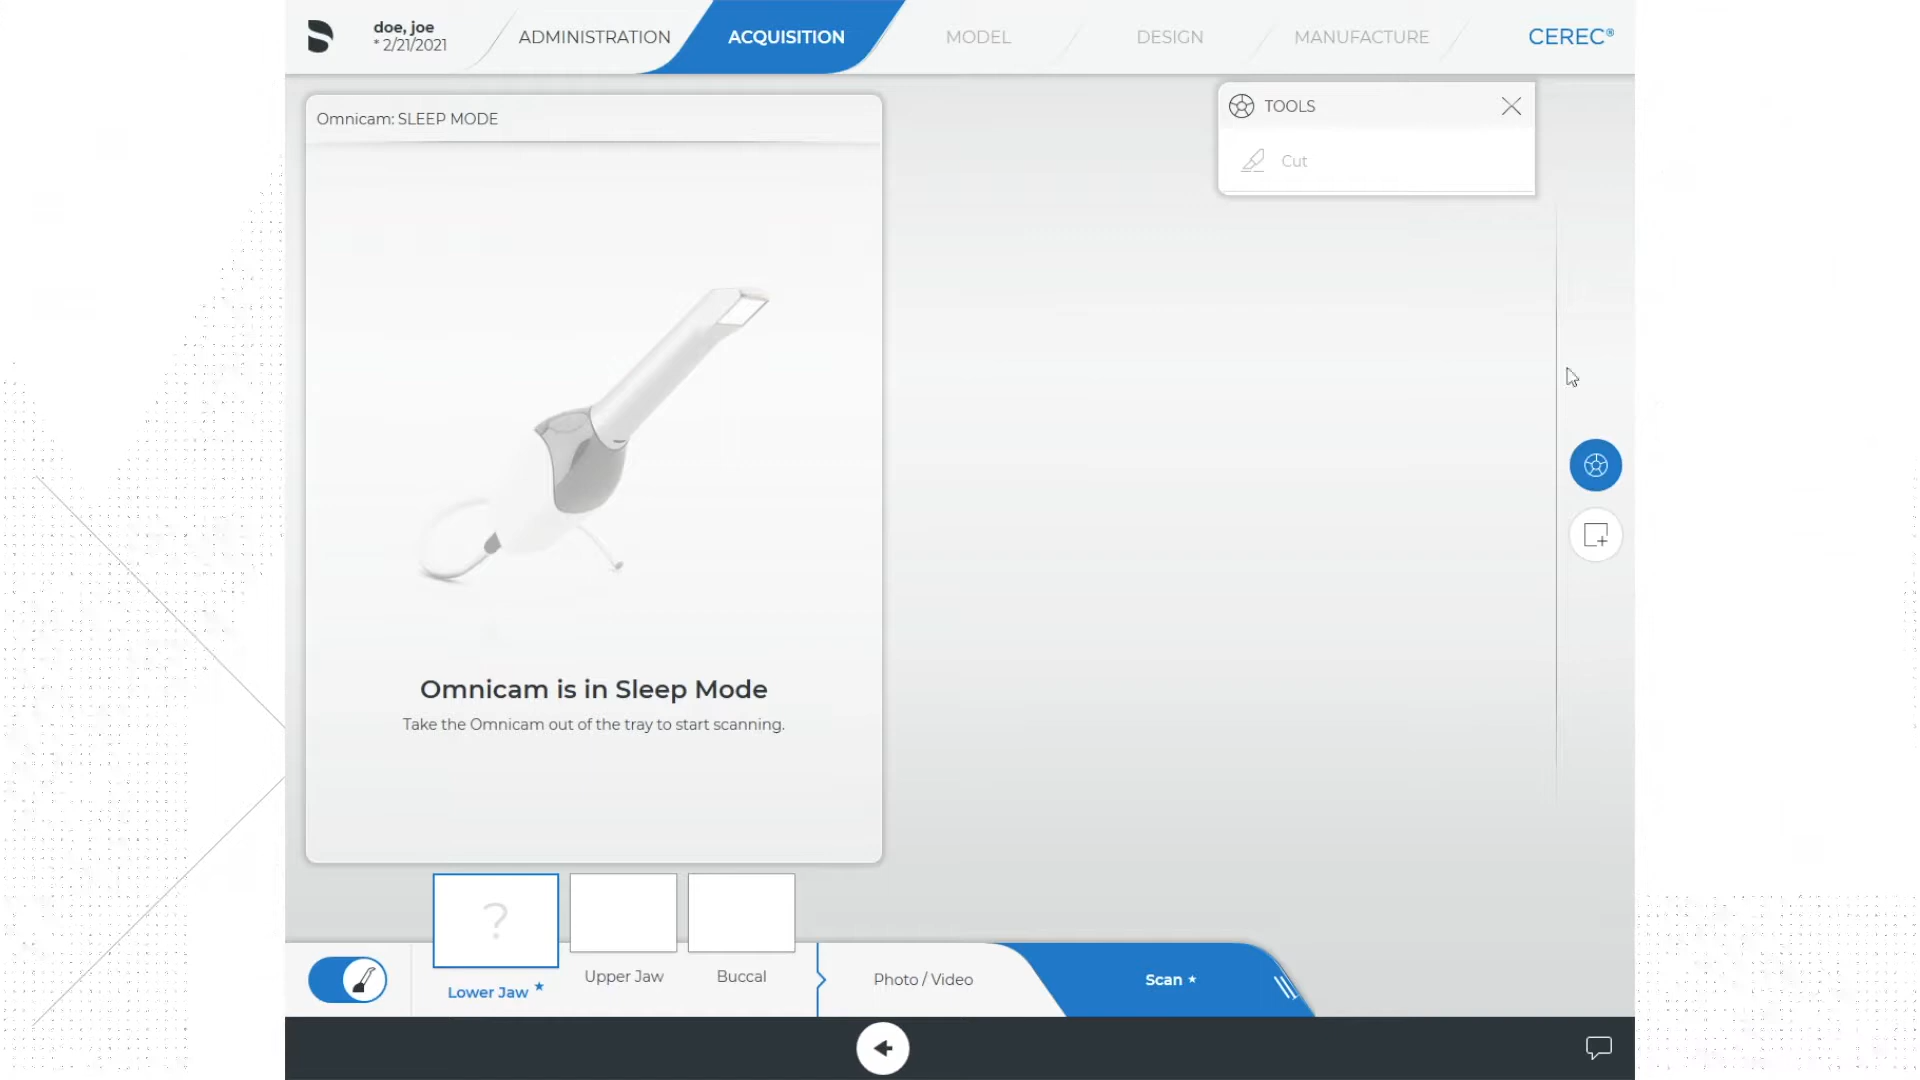 doe, joe
* 2/21/2021
ADMINISTRATION
ACQUISITION
MODEL
DESIGN
MANUFACTURE
CEREC®
Omnicam: SLEEP MODE
TOOLS
Cut
Omnicam is in Sleep Mode
Take the Omnicam out of the tray to start scanning.
?
Lower Jaw *
Upper Jaw
Buccal
Photo / Video
Scan *